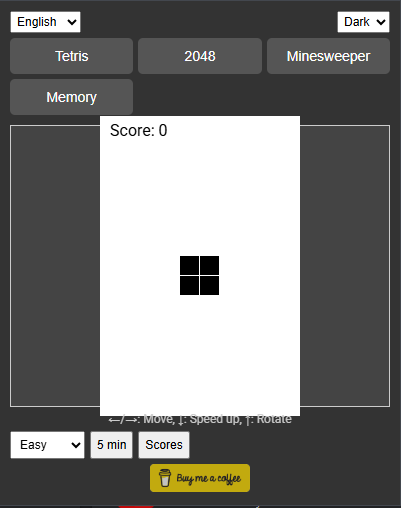 English
Dark
Tetris
2048
Minesweeper
Memory
Score: 0
←/→: Move, ↓: Speed up, ↑: Rotate
Easy
5 min
Scores
Buy me a coffee